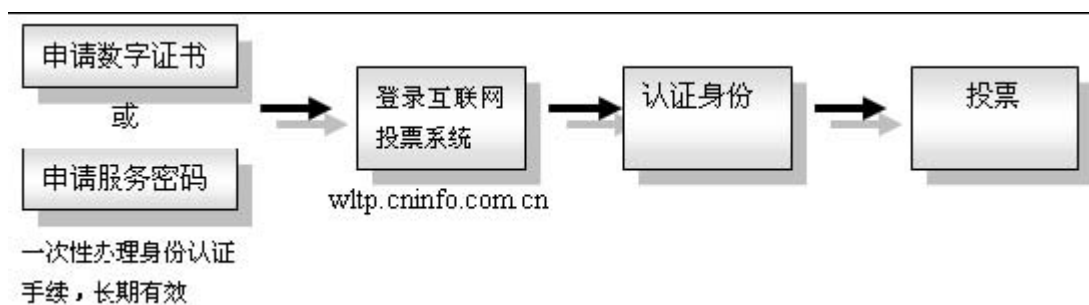 申请数字证书
或
申请服务密码
一次性办理身份认证
手续，长期有效
登录互联网
投票系统
wltp.cninfo.com.cn
认证身份
投票